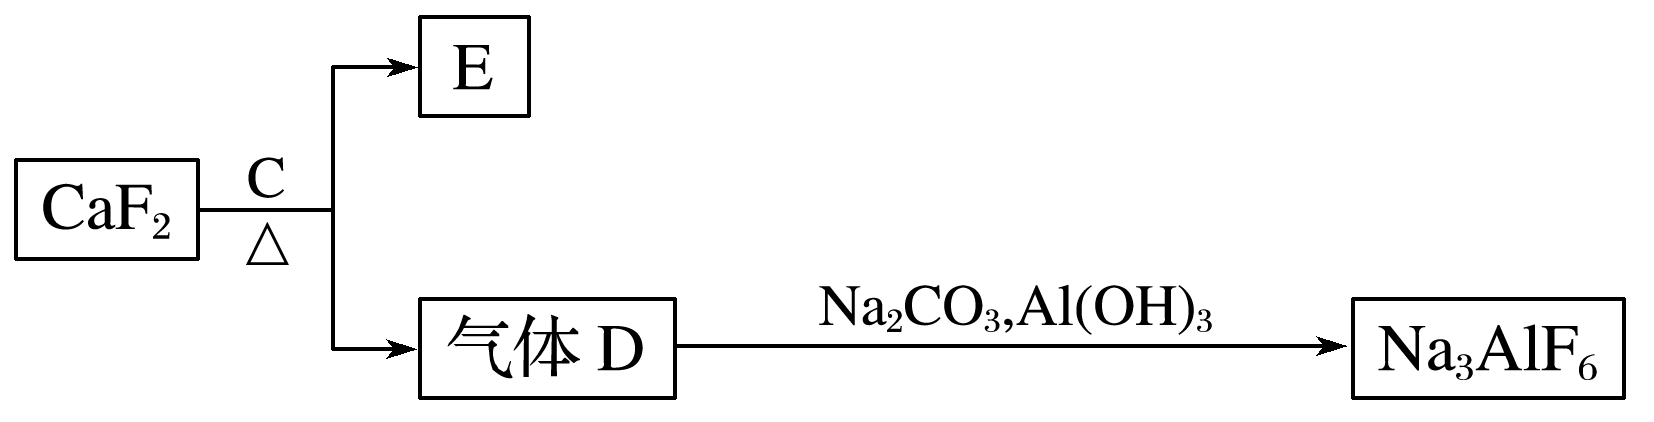 E
CaF₂
C
△
气体 D
Na₂CO₃,Al(OH)₃
Na₃AlF₆